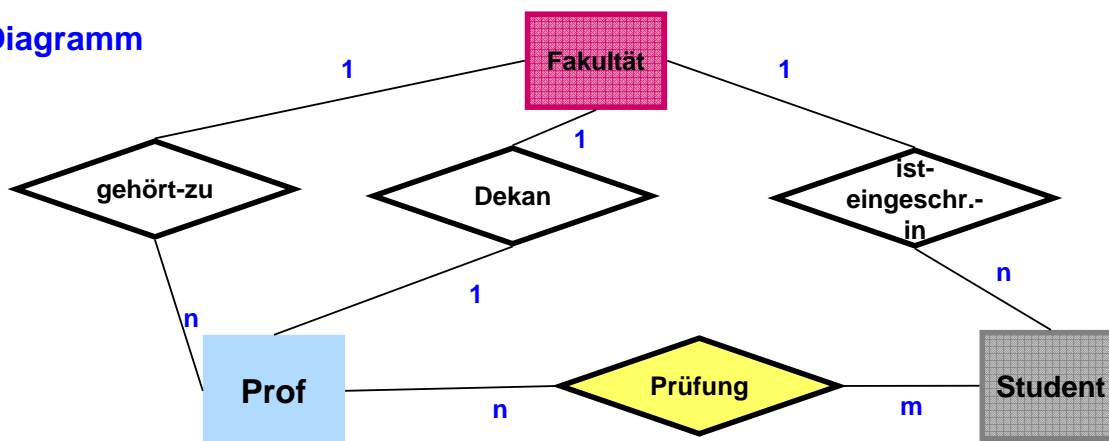 Diagramm
Fakultät
1
1
1
gehört-zu
Dekan
ist-
eingeschr.-
in
n
1
n
Prof
Prüfung
Student
n
m